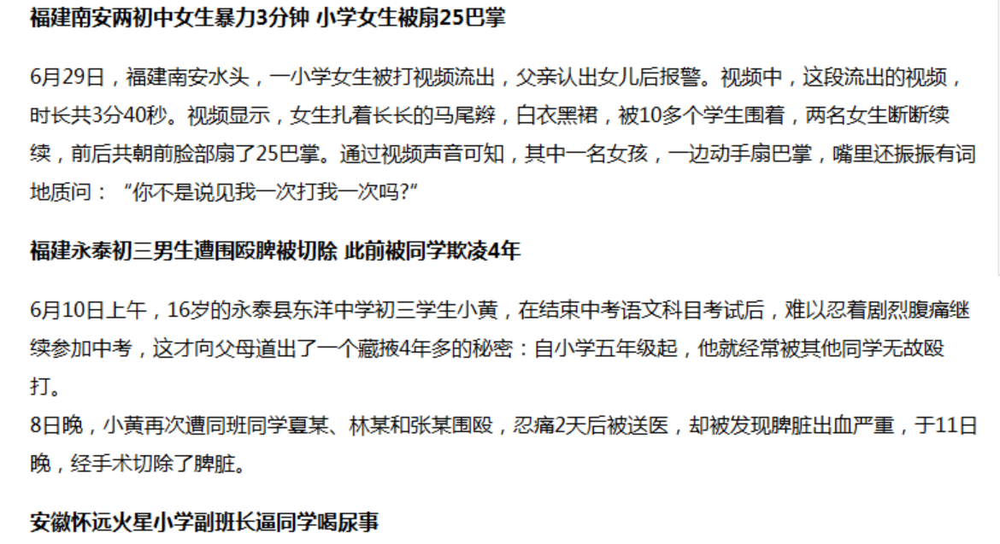 福建南安两初中女生暴力3分钟 小学女生被扇25巴掌
6月29日，福建南安水头，一小学女生被打视频流出，父亲认出女儿后报警。视频中，这段流出的视频，
时长共3分40秒。视频显示，女生扎着长长的马尾辫，白衣黑裙，被10多个学生围着，两名女生断断续
续，前后共朝前脸部扇了25巴掌。通过视频声音可知，其中一名女孩，一边动手扇巴掌，嘴里还振振有词
地质问：“你不是说见我一次打我一次吗?”
福建永泰初三男生遭围殴脾被切除 此前被同学欺凌4年
6月10日上午，16岁的永泰县东洋中学初三学生小黄，在结束中考语文科目考试后，难以忍着剧烈腹痛继
续参加中考，这才向父母道出了一个藏掖4年多的秘密：自小学五年级起，他就经常被其他同学无故殴
打。
8日晚，小黄再次遭同班同学夏某、林某和张某围殴，忍痛2天后被送医，却被发现脾脏出血严重，于11日
晚，经手术切除了脾脏。
安徽怀远火星小学副班长逼同学喝尿事